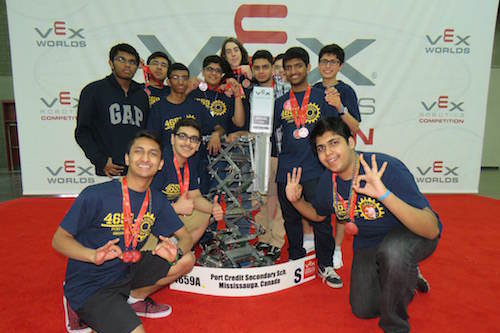 VEX
WORLDS
VEX
WORLDS
VEX
VEX
ROBOTICS
COMPETITION
VEX
ROBOTICS
COMPETITION
VEX
WORLDS
VEX
WORLDS
GAP
4659A
Port Credit Secondary Sch.
Mississauga, Canada
S